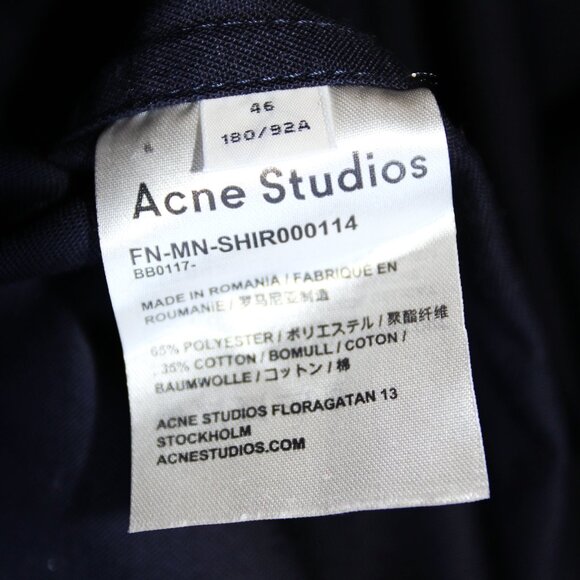 46
180/92A
Acne Studios
FN-MN-SHIR000114
BB0117-
MADE IN ROMANIA / FABRIQUE EN
ROUMANIE / 罗马尼亚制造
65% POLYESTER / ポリエステル / 聚酯纤维
35% COTTON / BOMULL / COTON /
BAUMWOLLE / コットン / 棉
ACNE STUDIOS FLORAGATAN 13
STOCKHOLM
ACNESTUDIOS.COM